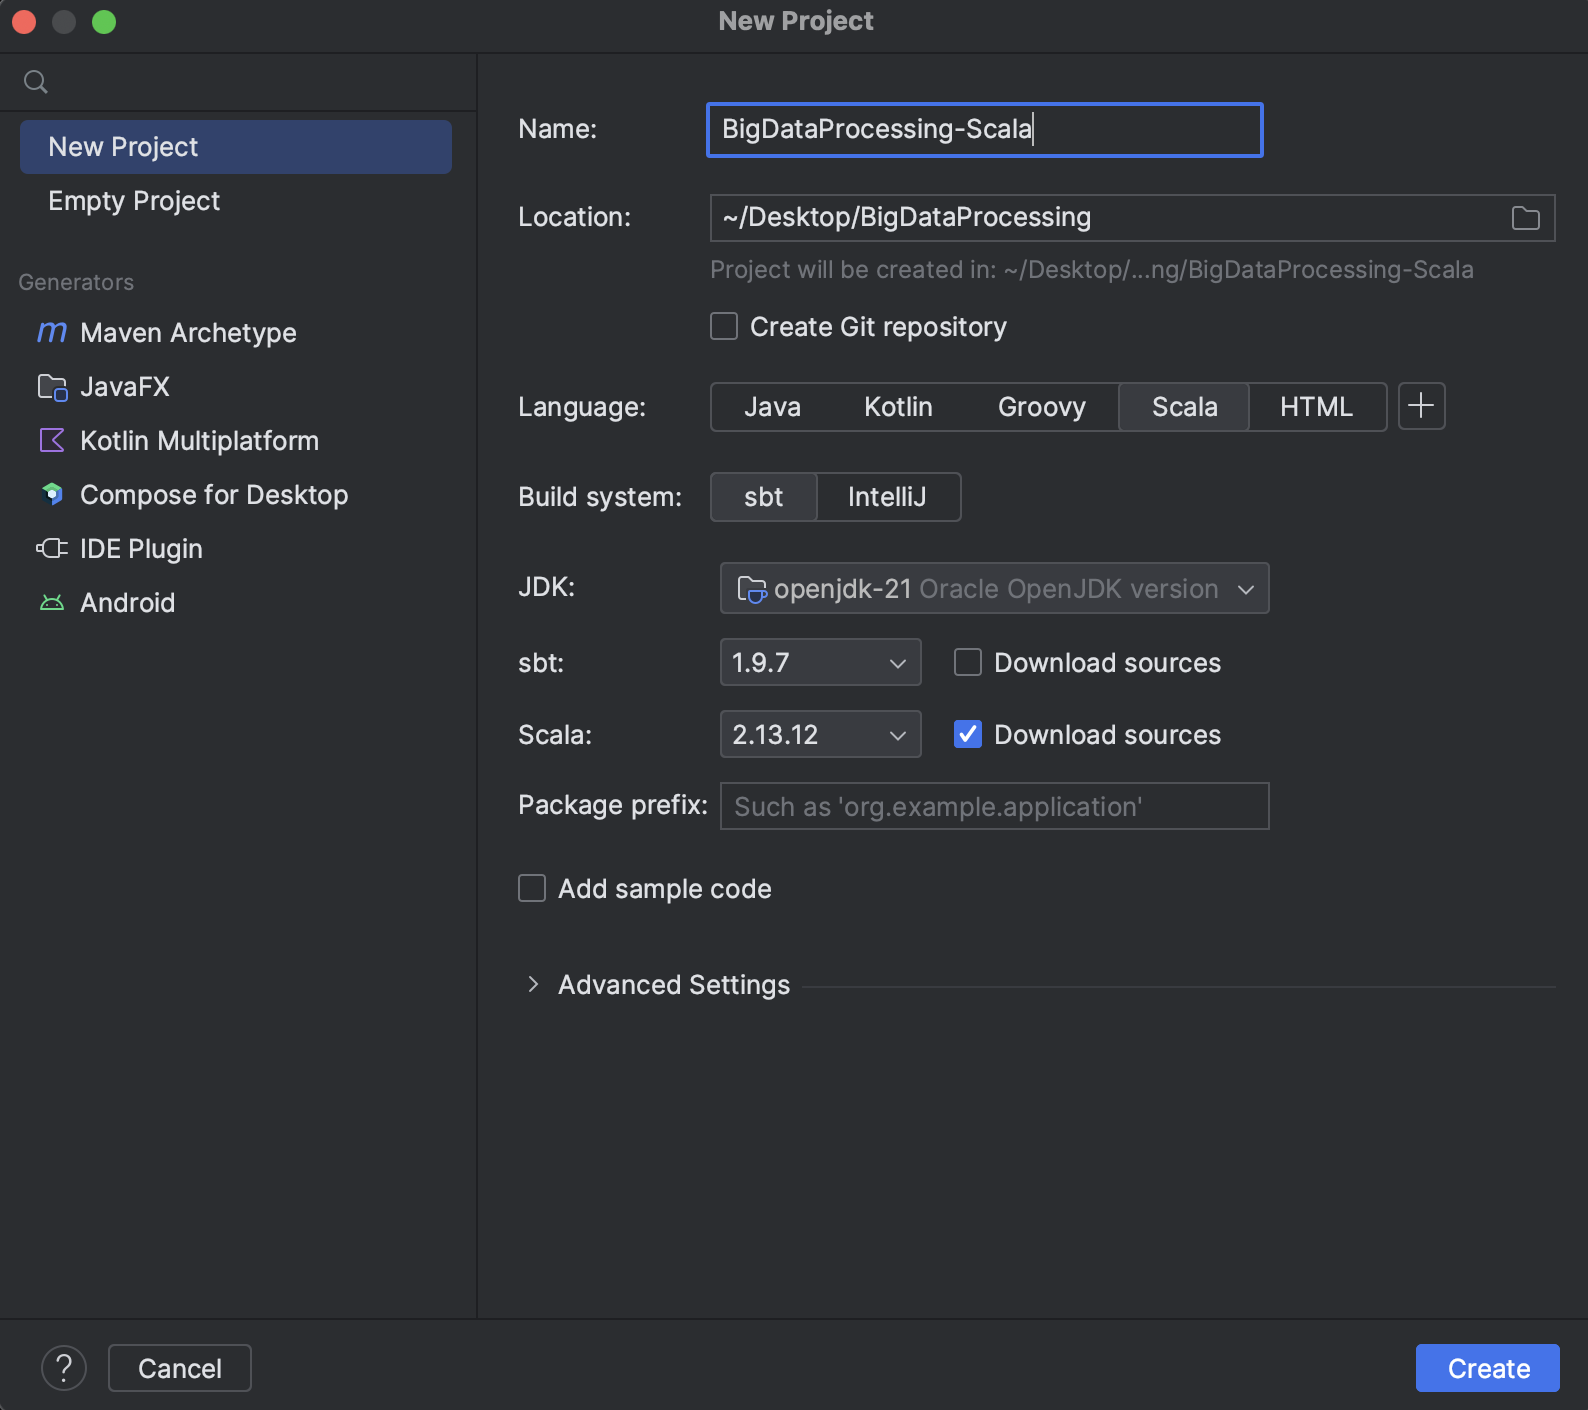 New Project
New Project
Empty Project
Generators
Maven Archetype
JavaFX
Kotlin Multiplatform
Compose for Desktop
IDE Plugin
Android
Name: BigDataProcessing-Scala
Location: ~/Desktop/BigDataProcessing
Project will be created in: ~/Desktop/...ng/BigDataProcessing-Scala
Create Git repository
Language: Java Kotlin Groovy Scala HTML +
Build system: sbt IntelliJ
JDK: openjdk-21 Oracle OpenJDK version
sbt: 1.9.7 Download sources
Scala: 2.13.12 Download sources
Package prefix: Such as 'org.example.application'
Add sample code
Advanced Settings
? Cancel Create